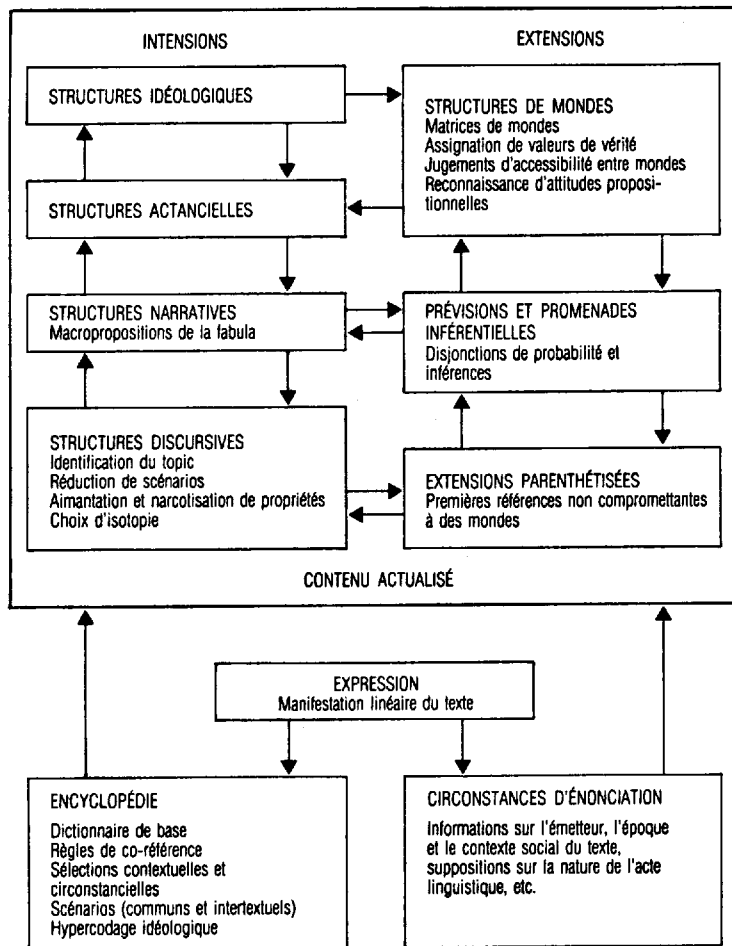 INTENSIONS
EXTENSIONS
STRUCTURES IDÉOLOGIQUES
STRUCTURES DE MONDES
Matrices de mondes
Assignation de valeurs de vérité
Jugements d'accessibilité entre mondes
Reconnaissance d'attitudes proposi-
tionnelles
STRUCTURES ACTANCIELLES
STRUCTURES NARRATIVES
Macropropositions de la fabula
PRÉVISIONS ET PROMENADES
INFÉRENTIELLES
Disjonctions de probabilité et
inférences
STRUCTURES DISCURSIVES
Identification du topic
Réduction de scénarios
Aimantation et narcotisation de propriétés
Choix d'isotopie
EXTENSIONS PARENTHÉTISÉES
Premières références non compromettantes
à des mondes
CONTENU ACTUALISÉ
EXPRESSION
Manifestation linéaire du texte
ENCYCLOPÉDIE
Dictionnaire de base
Règles de co-référence
Sélections contextuelles et
circonstancielles
Scénarios (communs et intertextuels)
Hypercodage idéologique
CIRCONSTANCES D'ÉNONCIATION
Informations sur l'émetteur, l'époque
et le contexte social du texte,
suppositions sur la nature de l'acte
linguistique, etc.